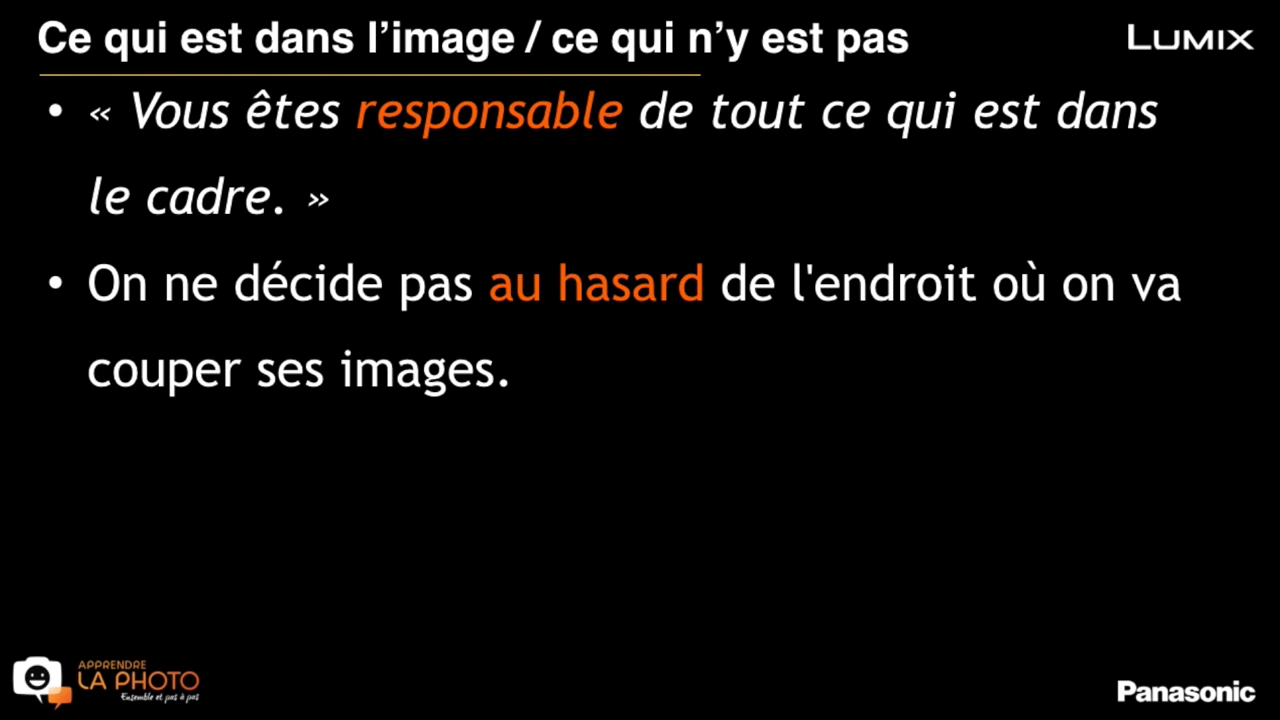 Ce qui est dans l’image / ce qui n’y est pas
LUMIX
• « Vous êtes responsable de tout ce qui est dans
le cadre. »
• On ne décide pas au hasard de l'endroit où on va
couper ses images.
APPRENDRE
LA PHOTO
Ensemble et pas à pas
Panasonic